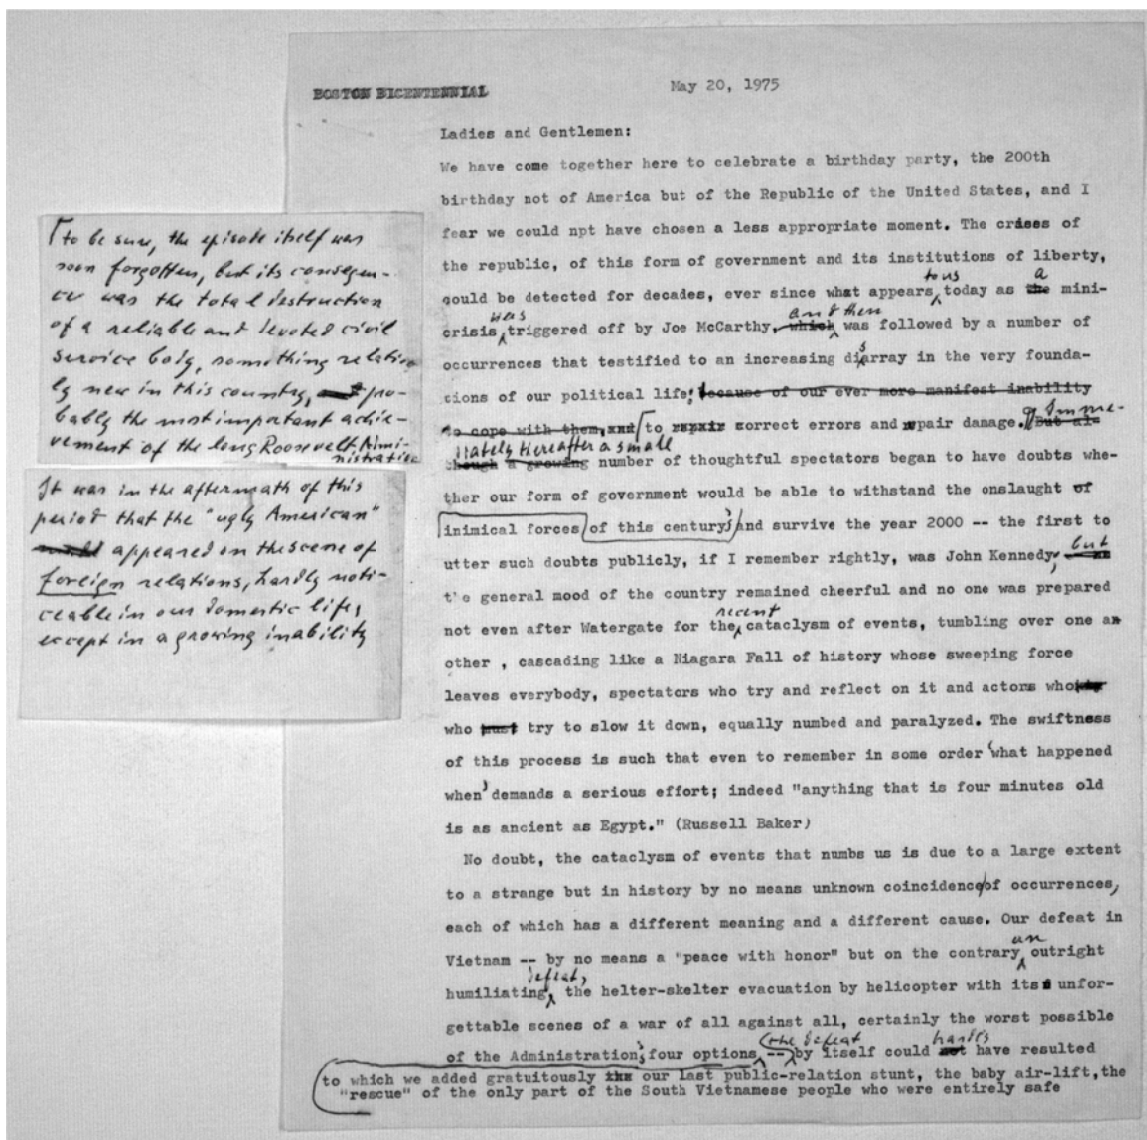 BOSTON BICENTENNIAL
May 20, 1975
Ladies and Gentlemen:
We have come together here to celebrate a birthday party, the 200th
birthday not of America but of the Republic of the United States, and I
fear we could npt have chosen a less appropriate moment. The crises of
the republic, of this form of government and its institutions of liberty,
could be detected for decades, ever since what appears to us today as the a mini-
crisis was triggered off by Joe McCarthy. which and then was followed by a number of
occurrences that testified to an increasing disarray in the very founda-
tions of our political life: because of our ever more manifest inability
to cope with them, and to repair correct errors and repair damage. Imme-
But al-
diately thereafter a small
though a growing number of thoughtful spectators began to have doubts whe-
ther our form of government would be able to withstand the onslaught of
inimical forces of this century's and survive the year 2000 -- the first to
utter such doubts publicly, if I remember rightly, was John Kennedy, but
the general mood of the country remained cheerful and no one was prepared
not even after Watergate for the recent cataclysm of events, tumbling over one an
other , cascading like a Niagara Fall of history whose sweeping force
leaves everybody, spectators who try and reflect on it and actors who
who must try to slow it down, equally numbed and paralyzed. The swiftness
of this process is such that even to remember in some order 'what happened
when' demands a serious effort; indeed "anything that is four minutes old
is as ancient as Egypt." (Russell Baker)
No doubt, the cataclysm of events that numbs us is due to a large extent
to a strange but in history by no means unknown coincidence of occurrences,
each of which has a different meaning and a different cause. Our defeat in
Vietnam -- by no means a "peace with honor" but on the contrary an outright
humiliating defeat, the helter-skelter evacuation by helicopter with its unfor-
gettable scenes of a war of all against all, certainly the worst possible
of the Administration's four options -- (the defeat by itself could not hardly have resulted
to which we added gratuitously our last public-relation stunt, the baby air-lift, the
"rescue" of the only part of the South Vietnamese people who were entirely safe
to be sure, the episode itself was
soon forgotten, but its consequen-
ce was the total destruction
of a reliable and devoted civil
service body, something relative
ly new in this country, pro-
bably the most important achie-
vement of the long Roosevelt Admi-
nistration
It was in the aftermath of this
period that the "ugly American"
appeared in the scene of
foreign relations, hardly noti-
ceable in our domestic life,
except in a growing inability